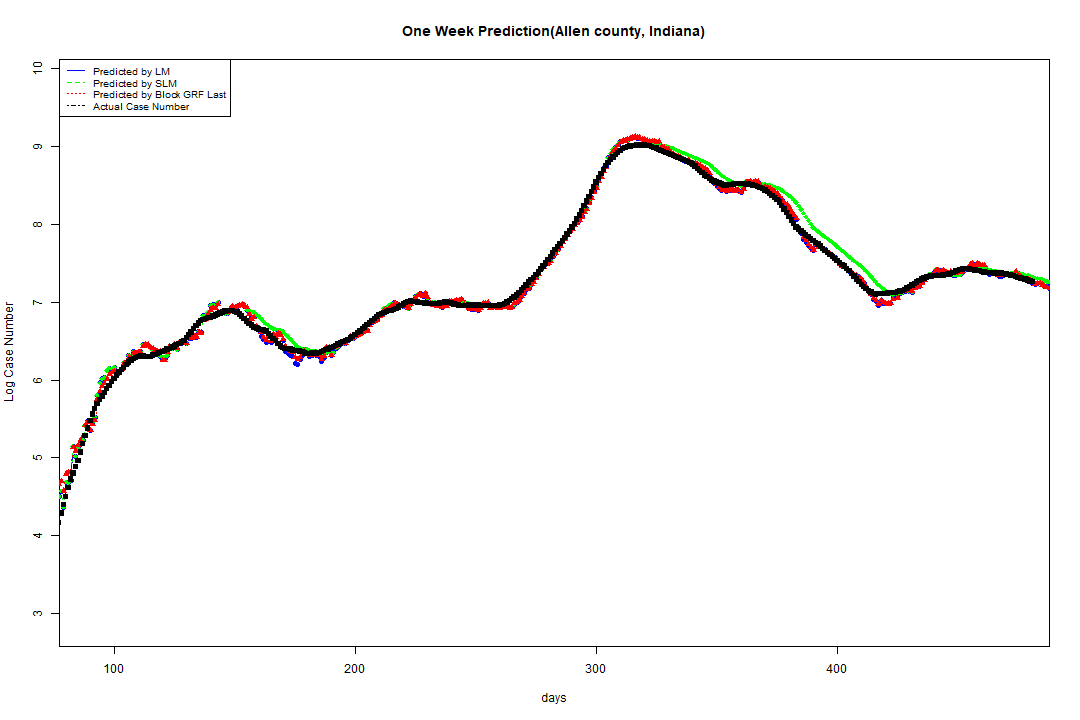 One Week Prediction(Allen county, Indiana)
Predicted by LM
Predicted by SLM
Predicted by Block GRF Last
Actual Case Number
Log Case Number
10
9
8
7
6
5
4
3
100 200 300 400
days